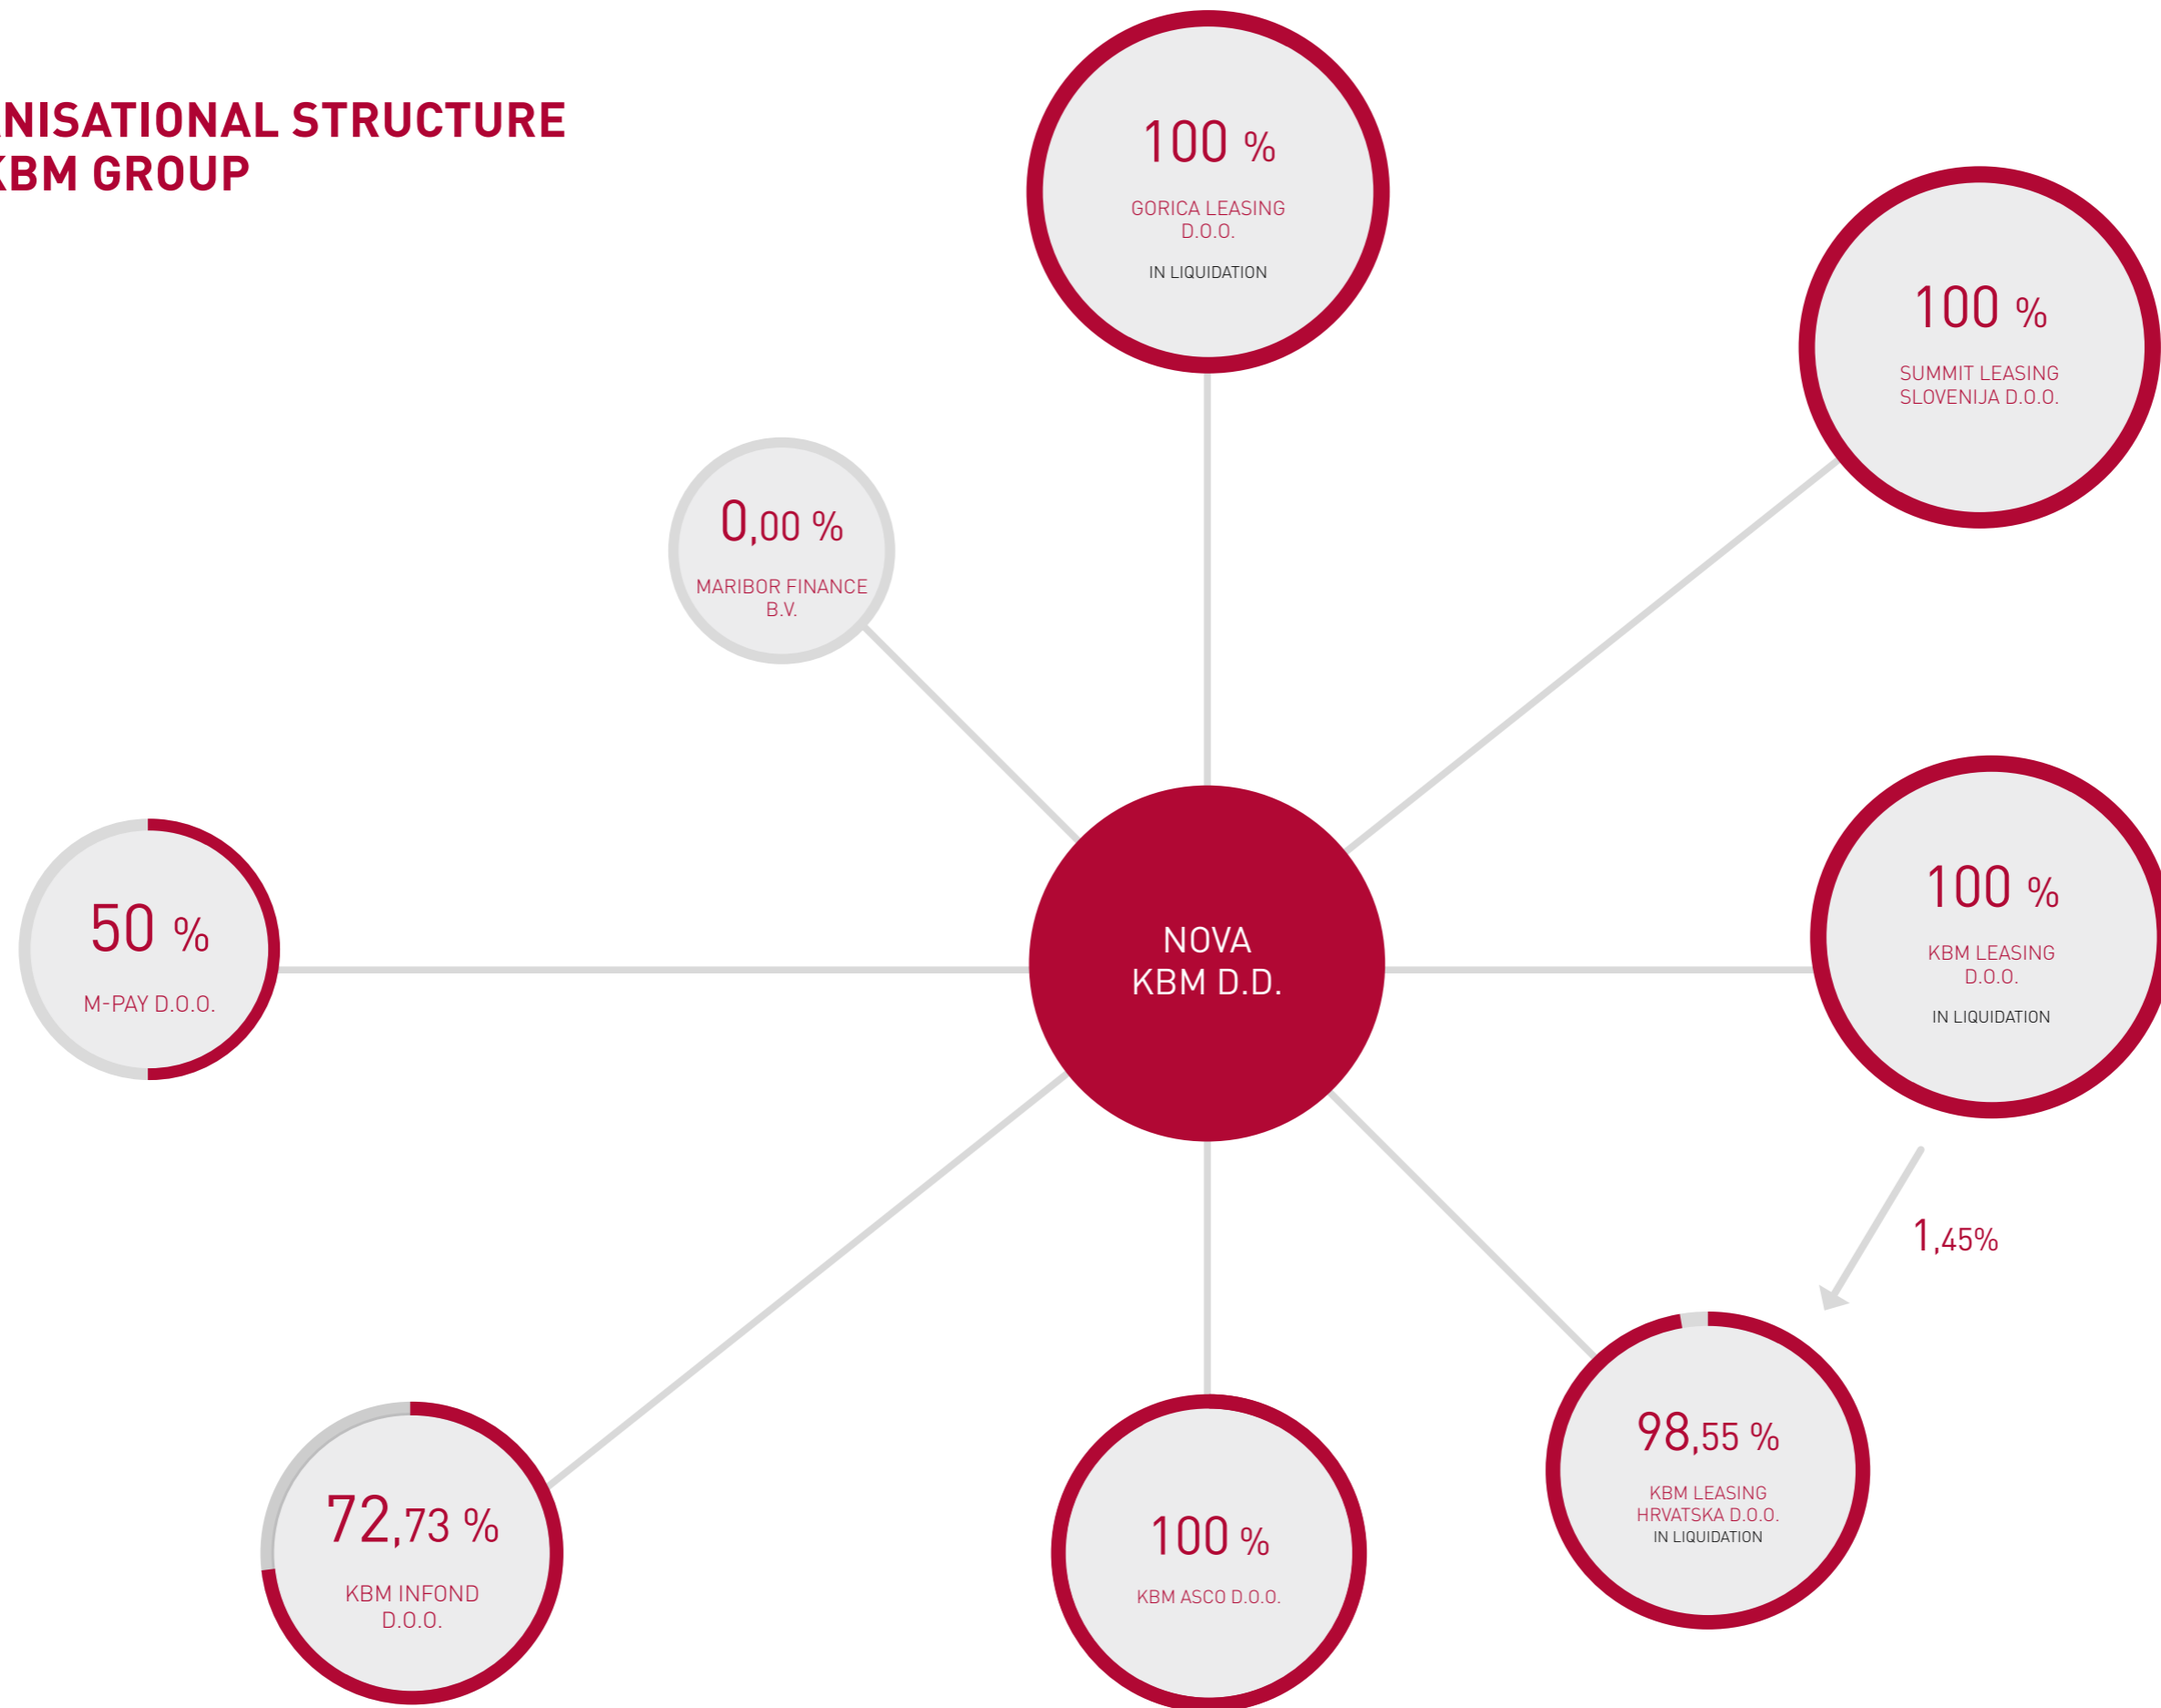 NISATIONAL STRUCTURE
KBM GROUP
100 %
GORICA LEASING
D.O.O.
IN LIQUIDATION
100 %
SUMMIT LEASING
SLOVENIJA D.O.O.
0,00 %
MARIBOR FINANCE
B.V.
50 %
M-PAY D.O.O.
NOVA
KBM D.D.
100 %
KBM LEASING
D.O.O.
IN LIQUIDATION
1,45%
98,55 %
KBM LEASING
HRVATSKA D.O.O.
IN LIQUIDATION
72,73 %
KBM INFOND
D.O.O.
100 %
KBM ASCO D.O.O.